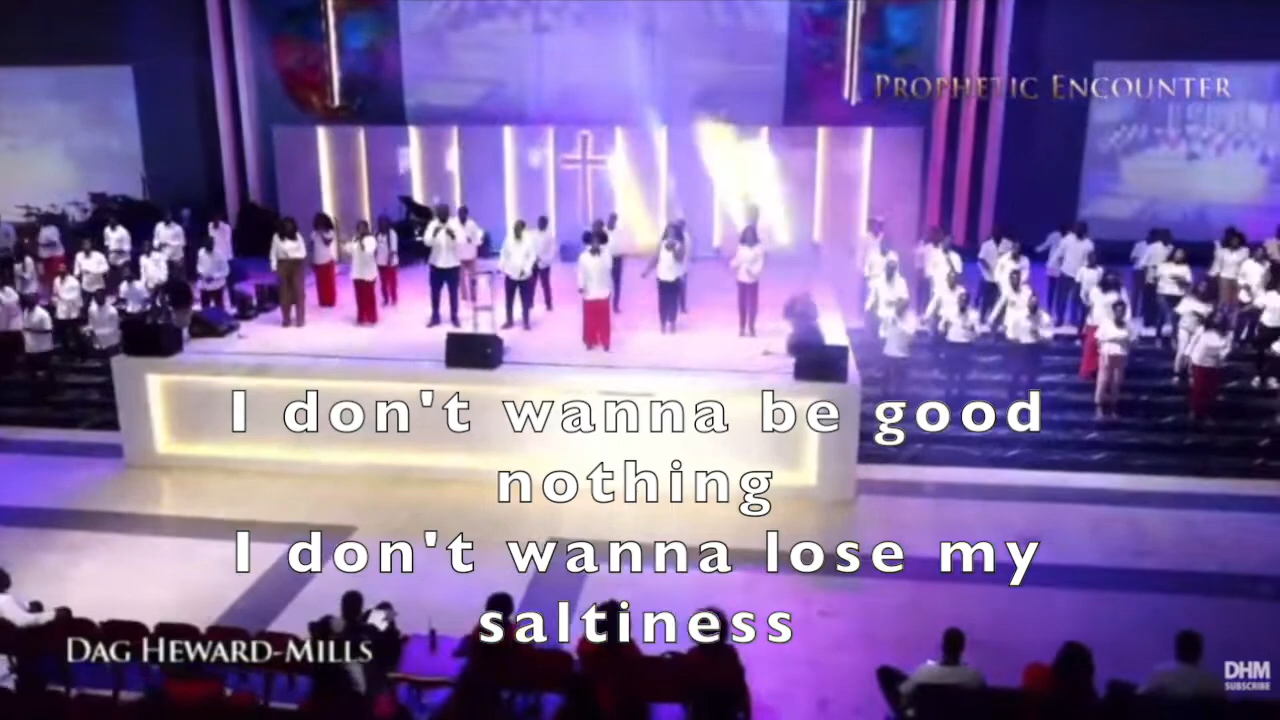 PROPHETIC ENCOUNTER
I don't wanna be good
nothing
I don't wanna lose my
saltiness
DAG HEWARD-MILLS
DHM
SUBSCRIBE